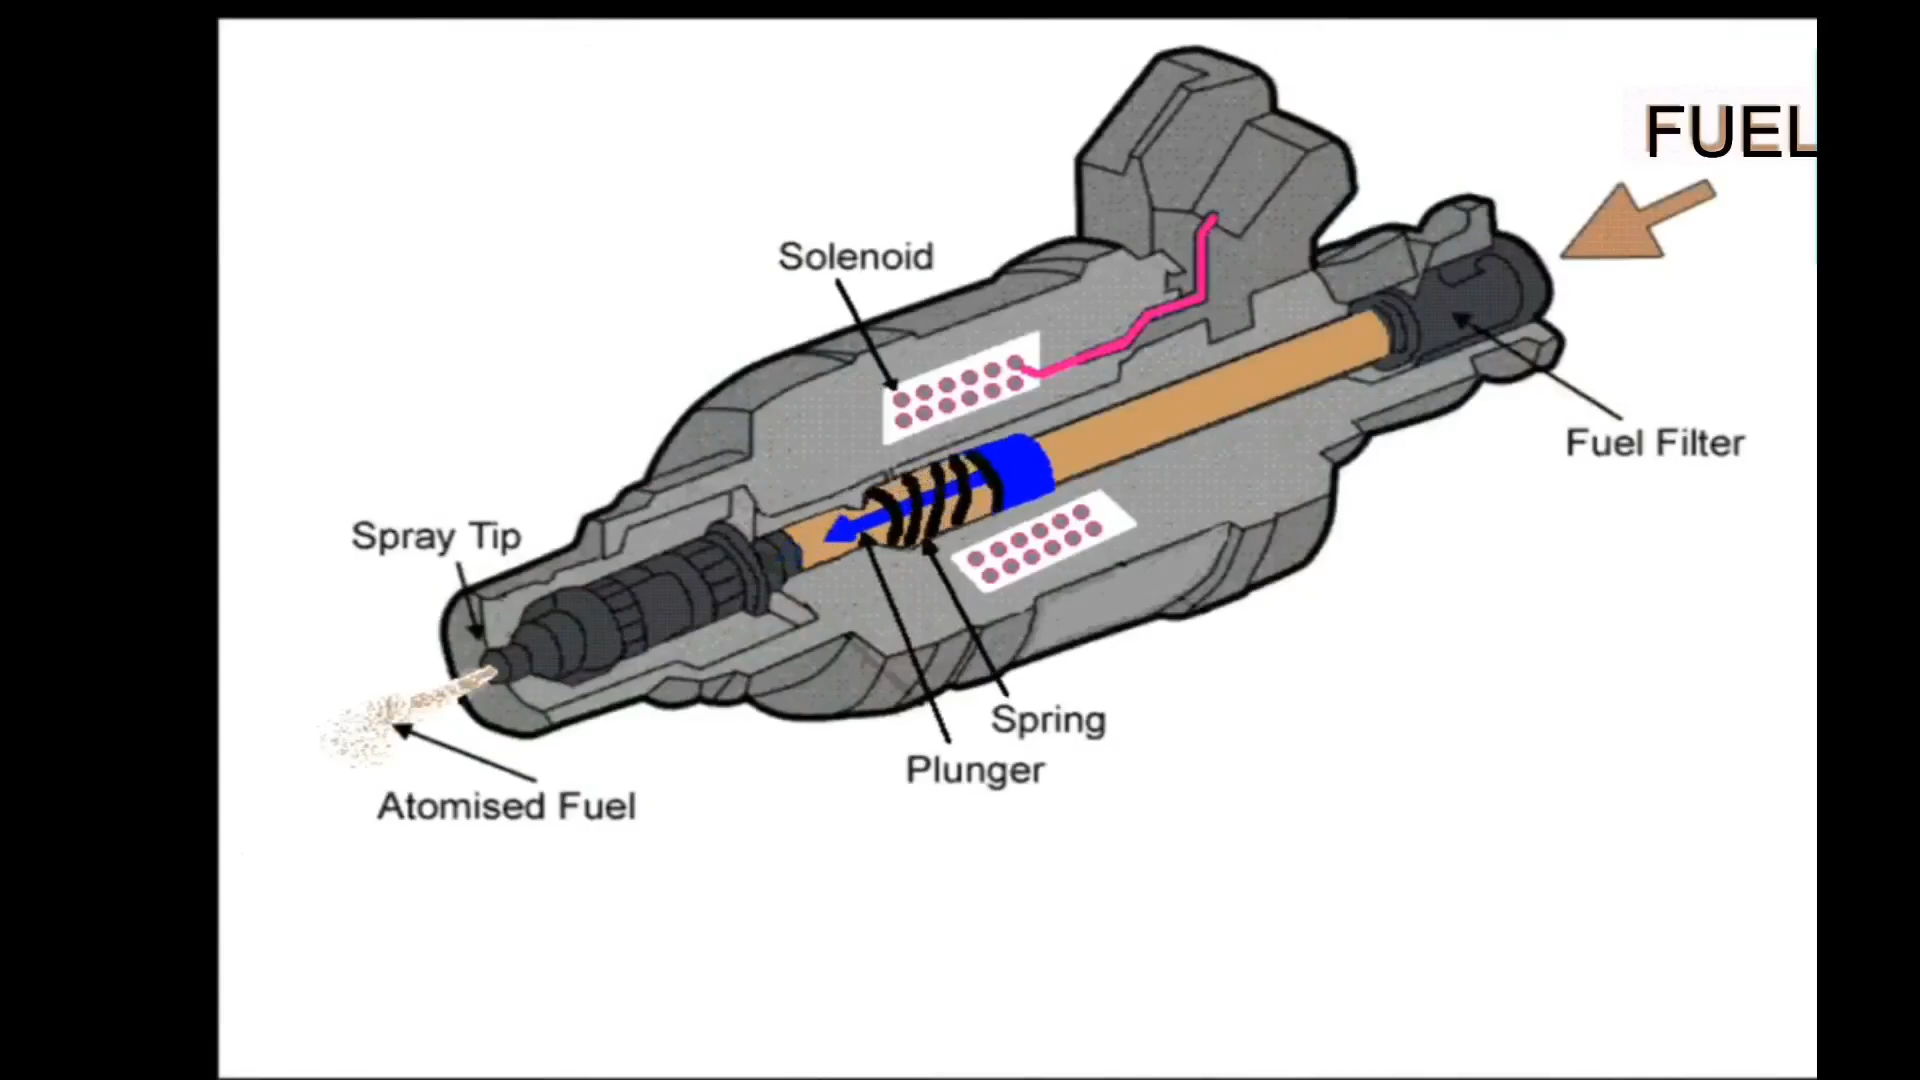 FUEL
Solenoid
Fuel Filter
Spray Tip
Spring
Plunger
Atomised Fuel